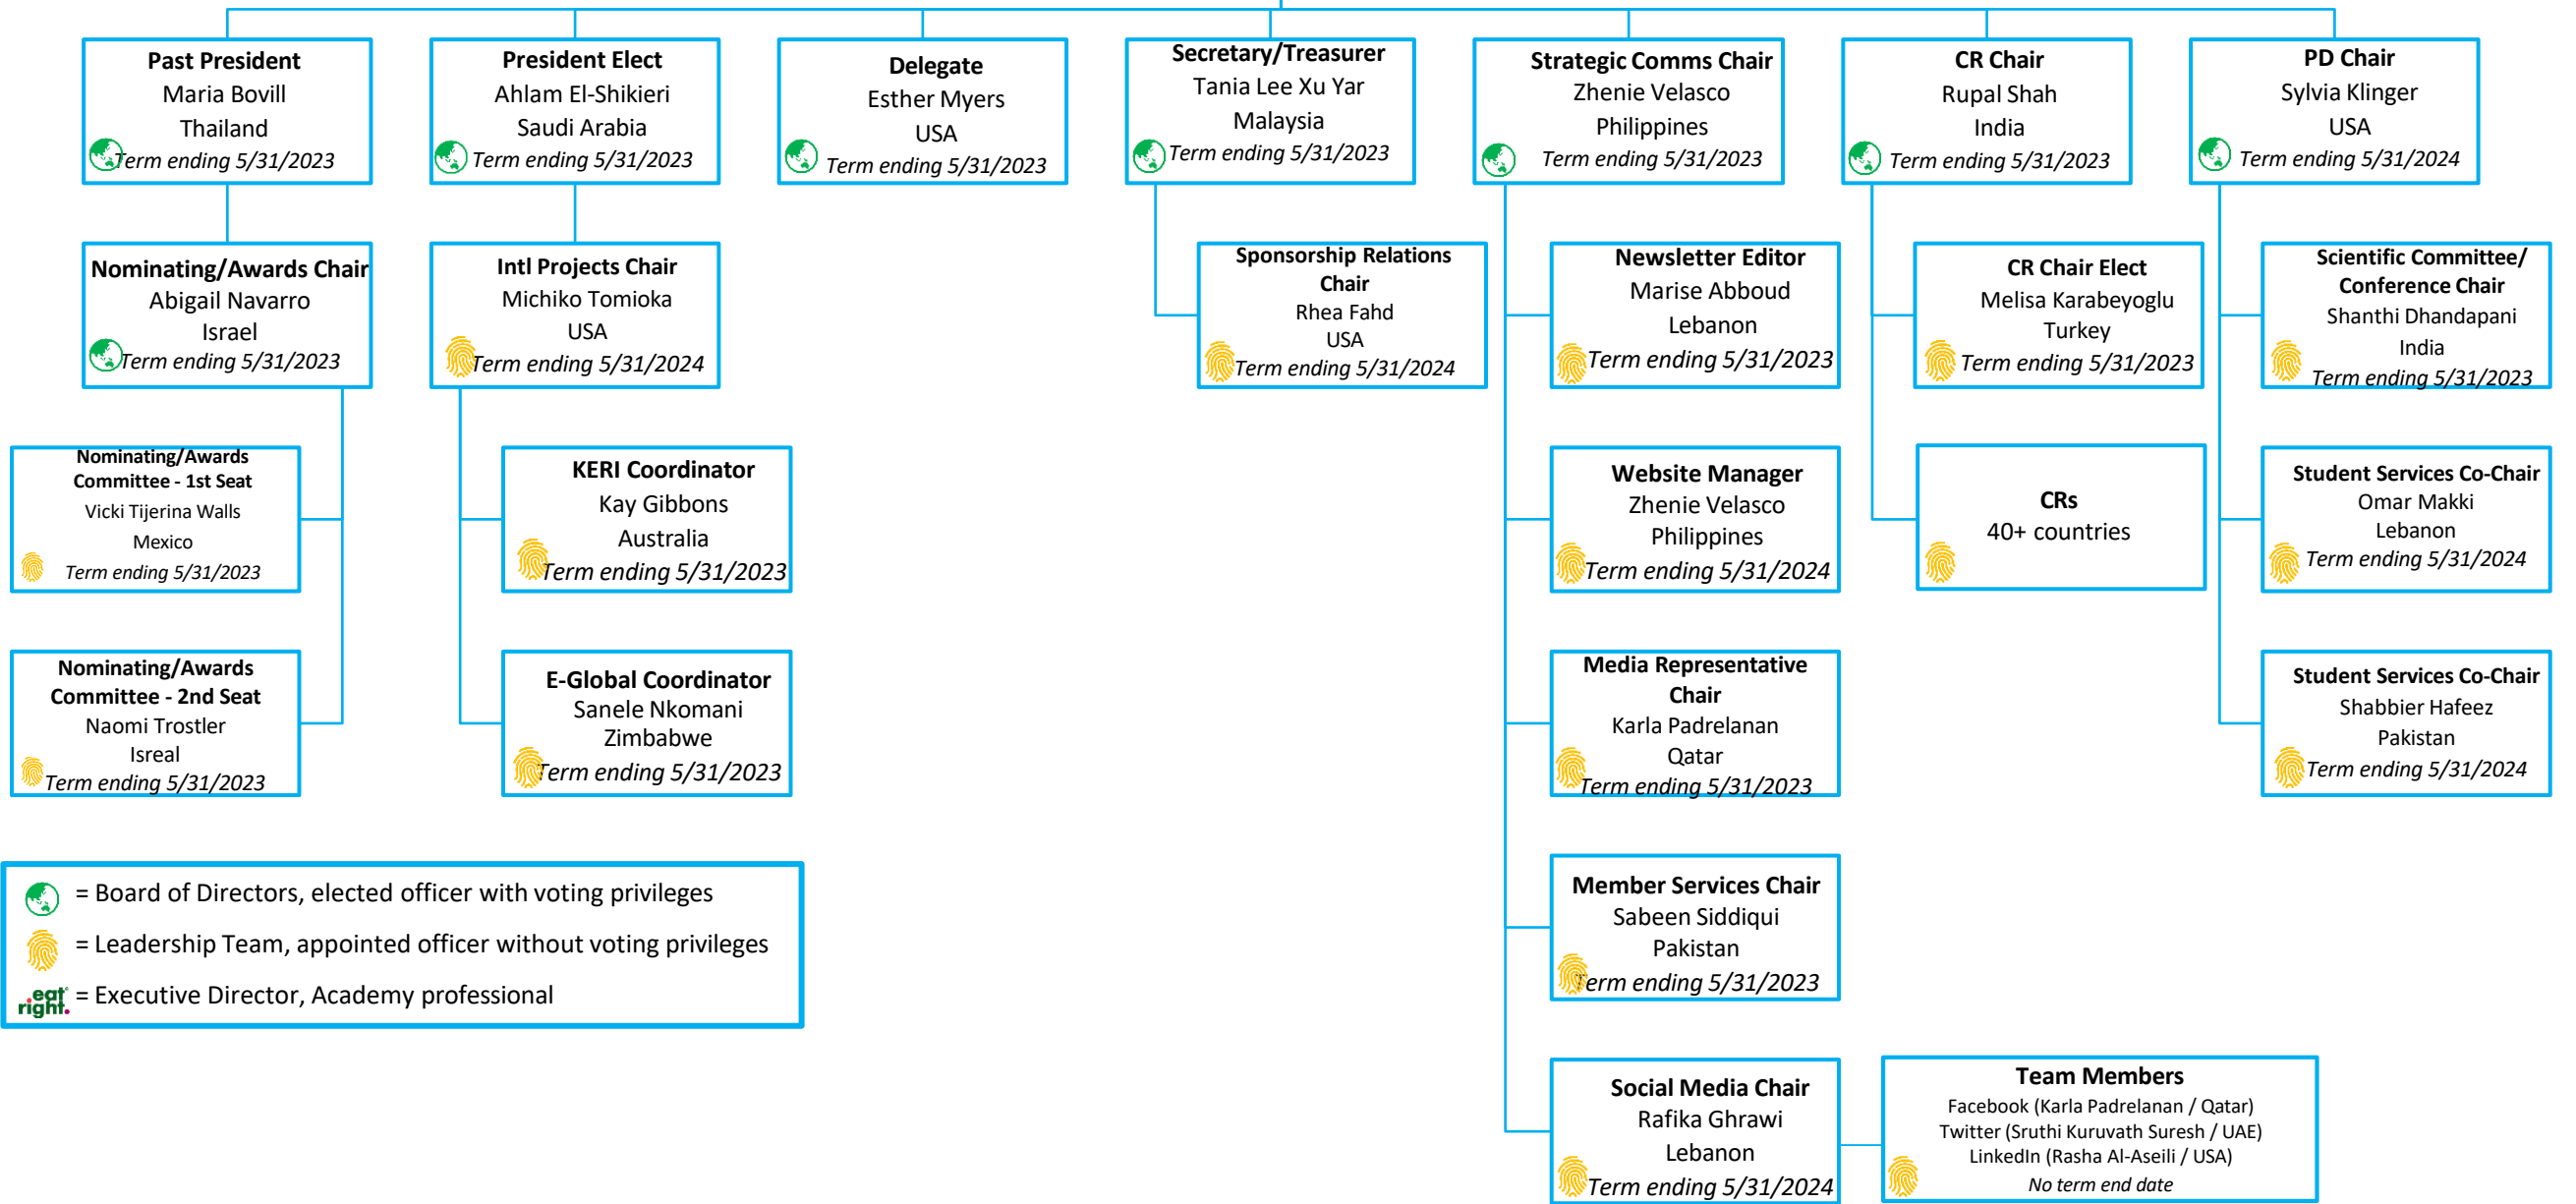 Past President
Maria Bovill
Thailand
Term ending 5/31/2023
President Elect
Ahlam El-Shikieri
Saudi Arabia
Term ending 5/31/2023
Delegate
Esther Myers
USA
Term ending 5/31/2023
Secretary/Treasurer
Tania Lee Xu Yar
Malaysia
Term ending 5/31/2023
Strategic Comms Chair
Zhenie Velasco
Philippines
Term ending 5/31/2023
CR Chair
Rupal Shah
India
Term ending 5/31/2023
PD Chair
Sylvia Klinger
USA
Term ending 5/31/2024
Nominating/Awards Chair
Abigail Navarro
Israel
Term ending 5/31/2023
Intl Projects Chair
Michiko Tomioka
USA
Term ending 5/31/2024
Sponsorship Relations
Chair
Rhea Fahd
USA
Term ending 5/31/2024
Newsletter Editor
Marise Abboud
Lebanon
Term ending 5/31/2023
CR Chair Elect
Melisa Karabeyoglu
Turkey
Term ending 5/31/2023
Scientific Committee/
Conference Chair
Shanthi Dhandapani
India
Term ending 5/31/2023
Nominating/Awards
Committee - 1st Seat
Vicki Tijerina Walls
Mexico
Term ending 5/31/2023
KERI Coordinator
Kay Gibbons
Australia
Term ending 5/31/2023
Website Manager
Zhenie Velasco
Philippines
Term ending 5/31/2024
CRs
40+ countries
Student Services Co-Chair
Omar Makki
Lebanon
Term ending 5/31/2024
Nominating/Awards
Committee - 2nd Seat
Naomi Trostler
Isreal
Term ending 5/31/2023
E-Global Coordinator
Sanele Nkomani
Zimbabwe
Term ending 5/31/2023
Media Representative
Chair
Karla Padrelanan
Qatar
Term ending 5/31/2023
Student Services Co-Chair
Shabbier Hafeez
Pakistan
Term ending 5/31/2024
= Board of Directors, elected officer with voting privileges
= Leadership Team, appointed officer without voting privileges
eat right. = Executive Director, Academy professional
Member Services Chair
Sabeen Siddiqui
Pakistan
Term ending 5/31/2023
Social Media Chair
Rafika Ghrawi
Lebanon
Term ending 5/31/2024
Team Members
Facebook (Karla Padrelanan / Qatar)
Twitter (Sruthi Kuruvath Suresh / UAE)
LinkedIn (Rasha Al-Aseili / USA)
No term end date